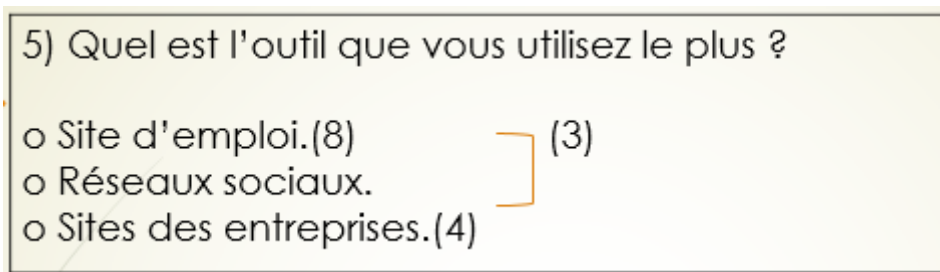 5) Quel est l’outil que vous utilisez le plus ?
o Site d’emploi.(8) (3)
o Réseaux sociaux.
o Sites des entreprises.(4)